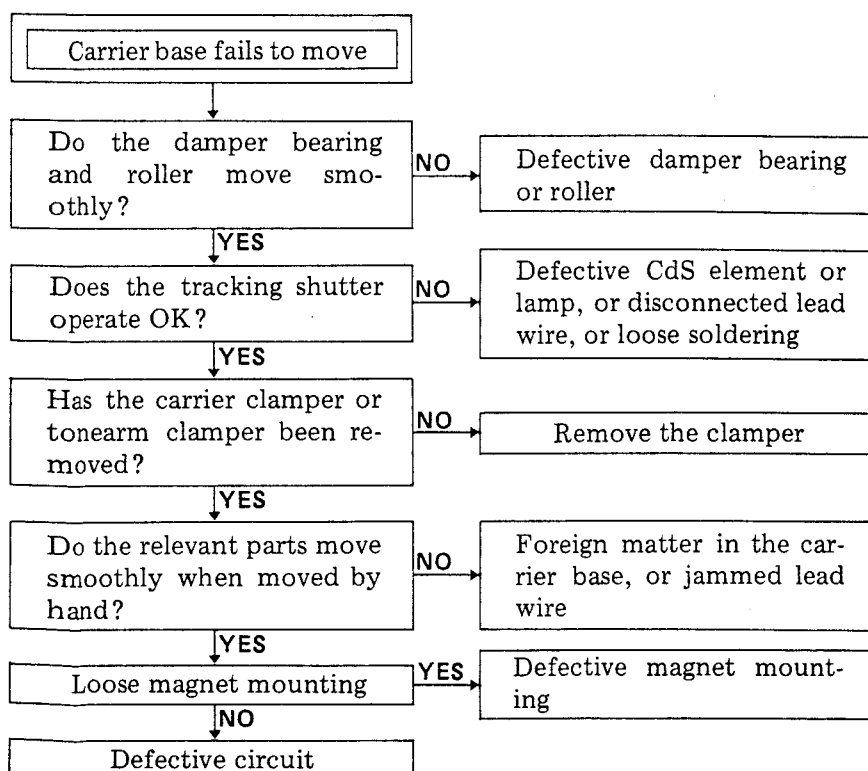 Carrier base fails to move
Do the damper bearing
and roller move smo-
othly?
NO
Defective damper bearing
or roller
YES
Does the tracking shutter
operate OK?
NO
Defective CdS element or
lamp, or disconnected lead
wire, or loose soldering
YES
Has the carrier clamper or
tonearm clamper been re-
moved?
NO
Remove the clamper
YES
Do the relevant parts move
smoothly when moved by
hand?
NO
Foreign matter in the car-
rier base, or jammed lead
wire
YES
Loose magnet mounting
YES
Defective magnet mount-
ing
NO
Defective circuit